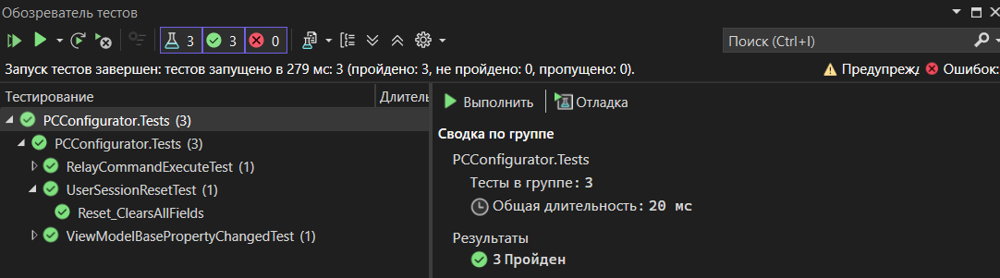 Обозреватель тестов
3 3 0
Поиск (Ctrl+I)
Запуск тестов завершен: тестов запущено в 279 мс: 3 (пройдено: 3, не пройдено: 0, пропущено: 0).
Предупреж
Ошибок:
Тестирование
Длитель
PCConfigurator.Tests (3)
PCConfigurator.Tests (3)
RelayCommandExecuteTest (1)
UserSessionResetTest (1)
Reset_ClearsAllFields
ViewModelBasePropertyChangedTest (1)
Выполнить
Отладка
Сводка по группе
PCConfigurator.Tests
Тесты в группе: 3
Общая длительность: 20 мс
Результаты
3 Пройден